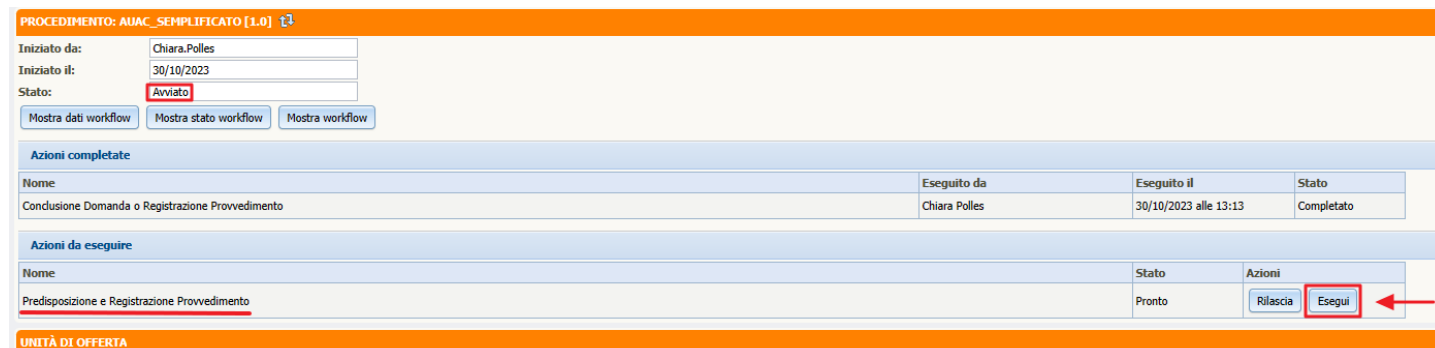 PROCEDIMENTO: AUAC_SEMPLIFICATO [1.0]
Iniziato da: Chiara.Polles
Iniziato il: 30/10/2023
Stato: Avviato
Mostra dati workflow Mostra stato workflow Mostra workflow
Azioni completate
Nome Eseguito da Eseguito il Stato
Conclusione Domanda o Registrazione Provvedimento Chiara Polles 30/10/2023 alle 13:13 Completato
Azioni da eseguire
Nome Stato Azioni
Predisposizione e Registrazione Provvedimento Pronto Rilascia Esegui
UNITÀ DI OFFERTA